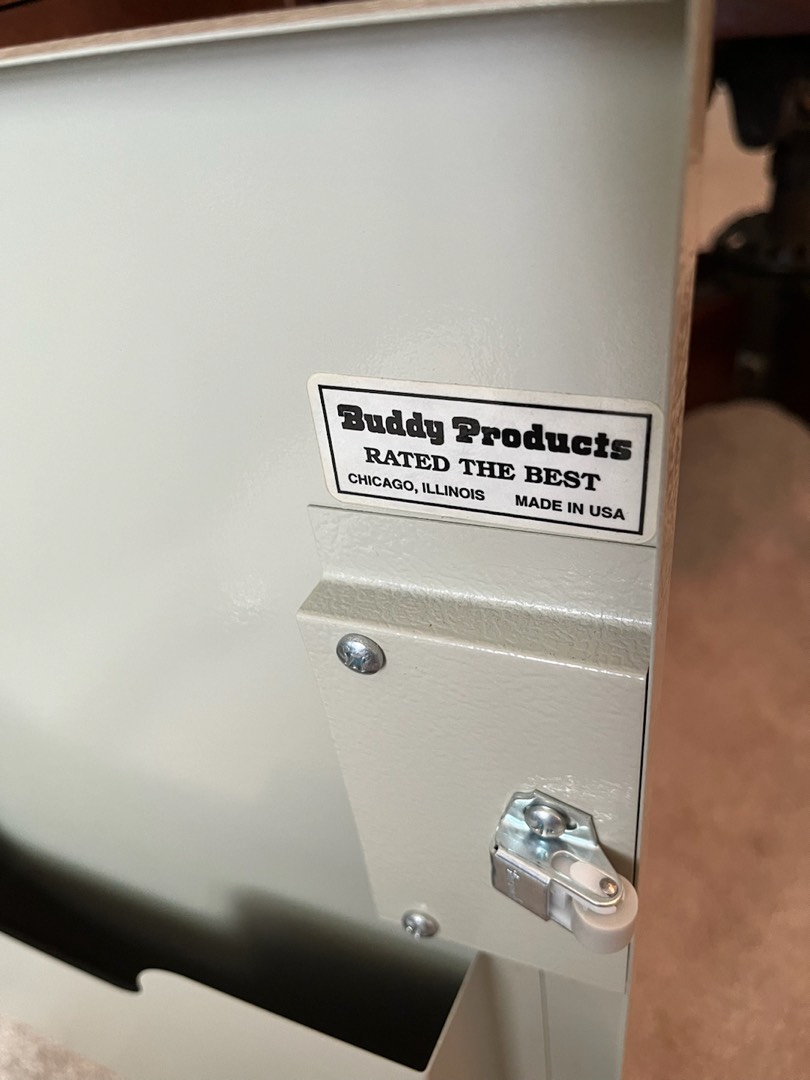 Buddy Products
RATED THE BEST
CHICAGO, ILLINOIS MADE IN USA